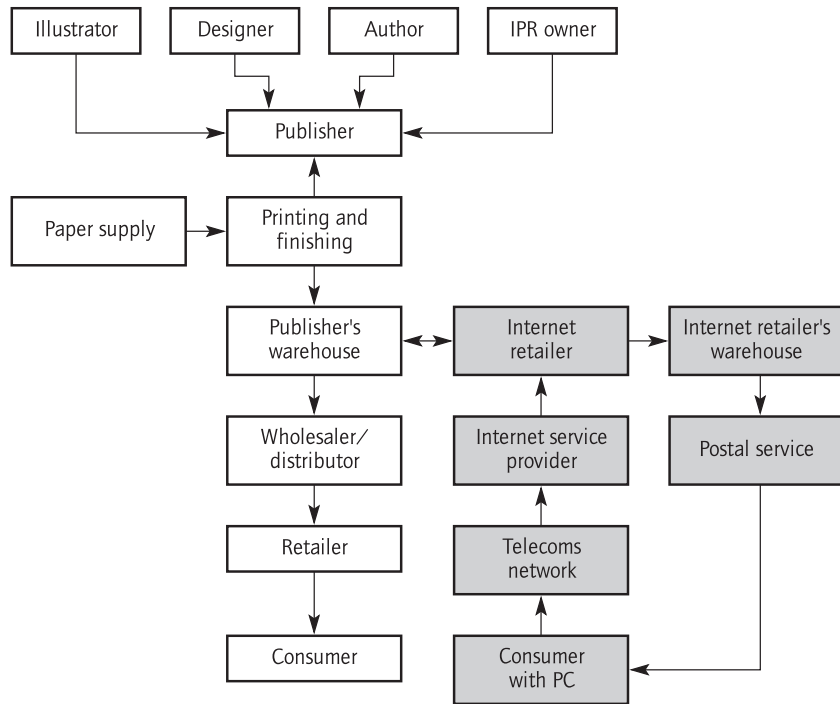 Illustrator
Designer
Author
IPR owner
Publisher
Paper supply
Printing and
finishing
Publisher's
warehouse
Internet
retailer
Internet retailer's
warehouse
Wholesaler/
distributor
Internet service
provider
Postal service
Retailer
Telecoms
network
Consumer
Consumer
with PC